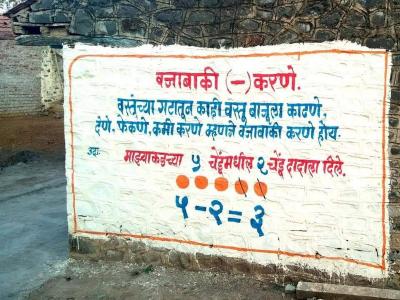 वजाबाकी (-) करणे.
वस्तूंच्या गटातून काही वस्तू बाजूला काढणे
देणे, फेकणे, कमी करणे म्हणजे वजाबाकी करणे होय.
उदा: माझ्याकडच्या ५ चेंडूंमधील २ चेंडू दादाला दिले.
५-२=३